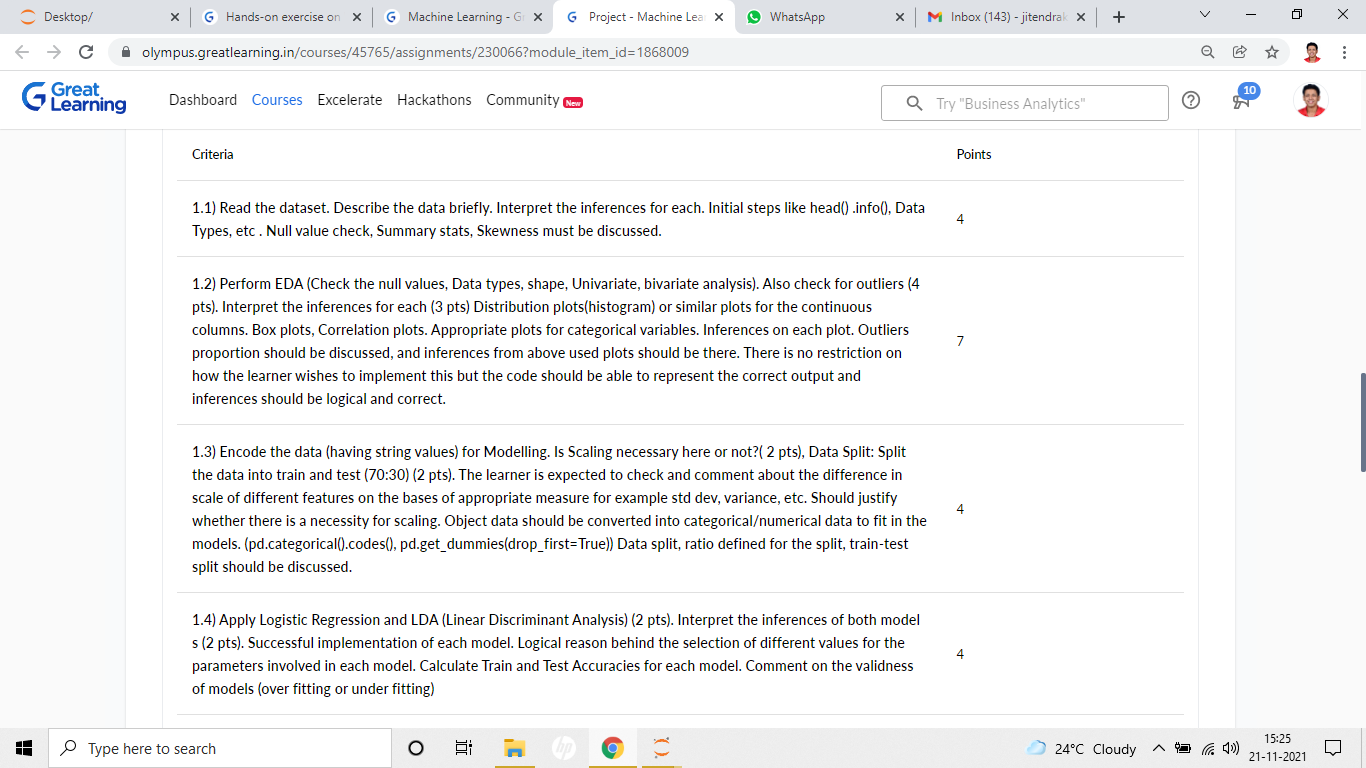 Desktop/
Hands-on exercise on
Machine Learning - G
Project - Machine Lea
WhatsApp
Inbox (143) - jitendrak
olympus.greatlearning.in/courses/45765/assignments/230066?module_item_id=1868009
Great
Learning
Dashboard Courses Excelerate Hackathons Community New
Try "Business Analytics"
10
Criteria Points
1.1) Read the dataset. Describe the data briefly. Interpret the inferences for each. Initial steps like head() .info(), Data
Types, etc . Null value check, Summary stats, Skewness must be discussed.
4
1.2) Perform EDA (Check the null values, Data types, shape, Univariate, bivariate analysis). Also check for outliers (4
pts). Interpret the inferences for each (3 pts) Distribution plots(histogram) or similar plots for the continuous
columns. Box plots, Correlation plots. Appropriate plots for categorical variables. Inferences on each plot. Outliers
proportion should be discussed, and inferences from above used plots should be there. There is no restriction on
how the learner wishes to implement this but the code should be able to represent the correct output and
inferences should be logical and correct.
7
1.3) Encode the data (having string values) for Modelling. Is Scaling necessary here or not?( 2 pts), Data Split: Split
the data into train and test (70:30) (2 pts). The learner is expected to check and comment about the difference in
scale of different features on the bases of appropriate measure for example std dev, variance, etc. Should justify
whether there is a necessity for scaling. Object data should be converted into categorical/numerical data to fit in the
models. (pd.categorical().codes(), pd.get_dummies(drop_first=True)) Data split, ratio defined for the split, train-test
split should be discussed.
4
1.4) Apply Logistic Regression and LDA (Linear Discriminant Analysis) (2 pts). Interpret the inferences of both model
s (2 pts). Successful implementation of each model. Logical reason behind the selection of different values for the
parameters involved in each model. Calculate Train and Test Accuracies for each model. Comment on the validness
of models (over fitting or under fitting)
4
Type here to search
hp
24°C Cloudy
15:25
21-11-2021